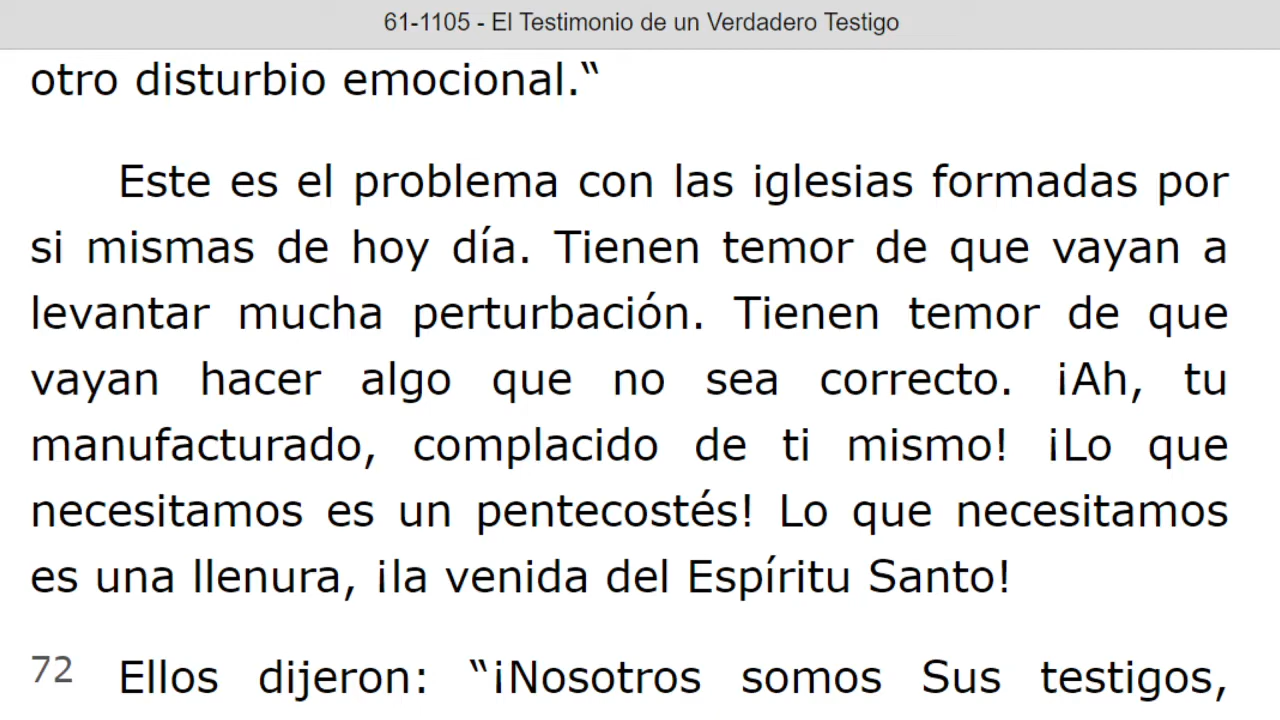 61-1105 - El Testimonio de un Verdadero Testigo
otro disturbio emocional.“
Este es el problema con las iglesias formadas por
si mismas de hoy día. Tienen temor de que vayan a
levantar mucha perturbación. Tienen temor de que
vayan hacer algo que no sea correcto. ¡Ah, tu
manufacturado, complacido de ti mismo! ¡Lo que
necesitamos es un pentecostés! Lo que necesitamos
es una llenura, ¡la venida del Espíritu Santo!
72 Ellos dijeron: “¡Nosotros somos Sus testigos,